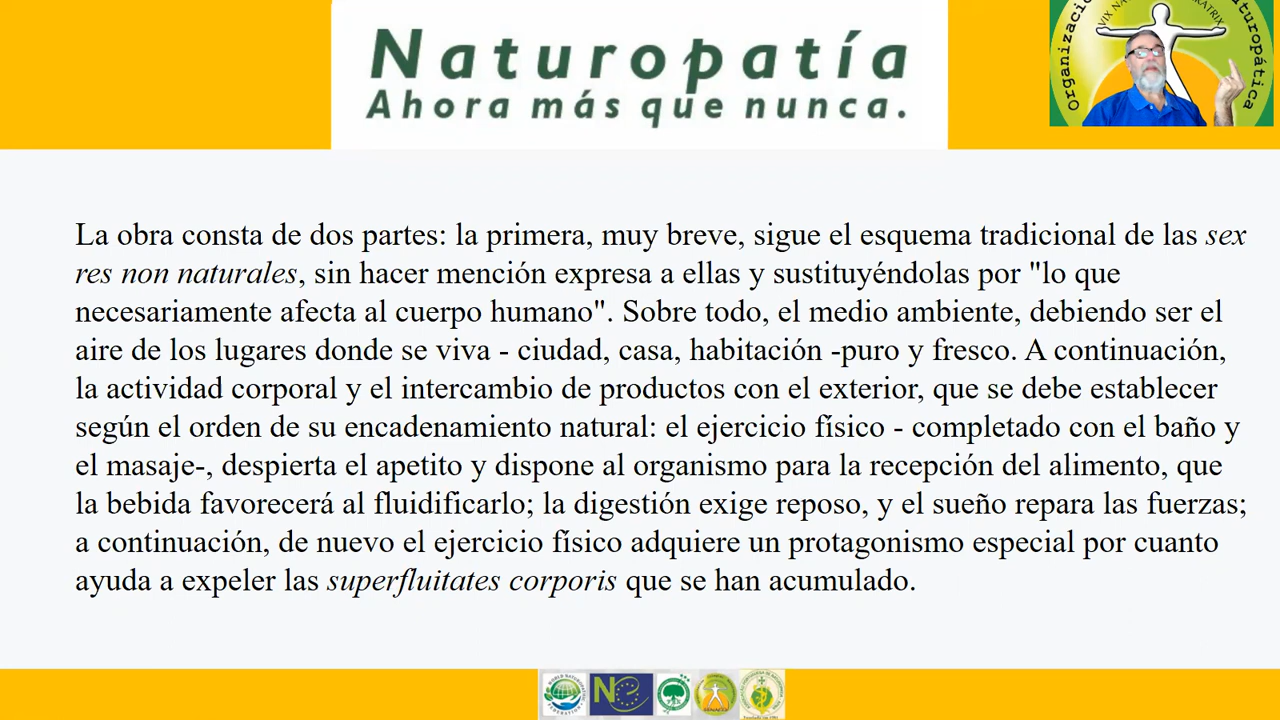 Naturopatía
Ahora más que nunca.
La obra consta de dos partes: la primera, muy breve, sigue el esquema tradicional de las sex
res non naturales, sin hacer mención expresa a ellas y sustituyéndolas por "lo que
necesariamente afecta al cuerpo humano". Sobre todo, el medio ambiente, debiendo ser el
aire de los lugares donde se viva - ciudad, casa, habitación -puro y fresco. A continuación,
la actividad corporal y el intercambio de productos con el exterior, que se debe establecer
según el orden de su encadenamiento natural: el ejercicio físico - completado con el baño y
el masaje-, despierta el apetito y dispone al organismo para la recepción del alimento, que
la bebida favorecerá al fluidificarlo; la digestión exige reposo, y el sueño repara las fuerzas;
a continuación, de nuevo el ejercicio físico adquiere un protagonismo especial por cuanto
ayuda a expeler las superfluitates corporis que se han acumulado.